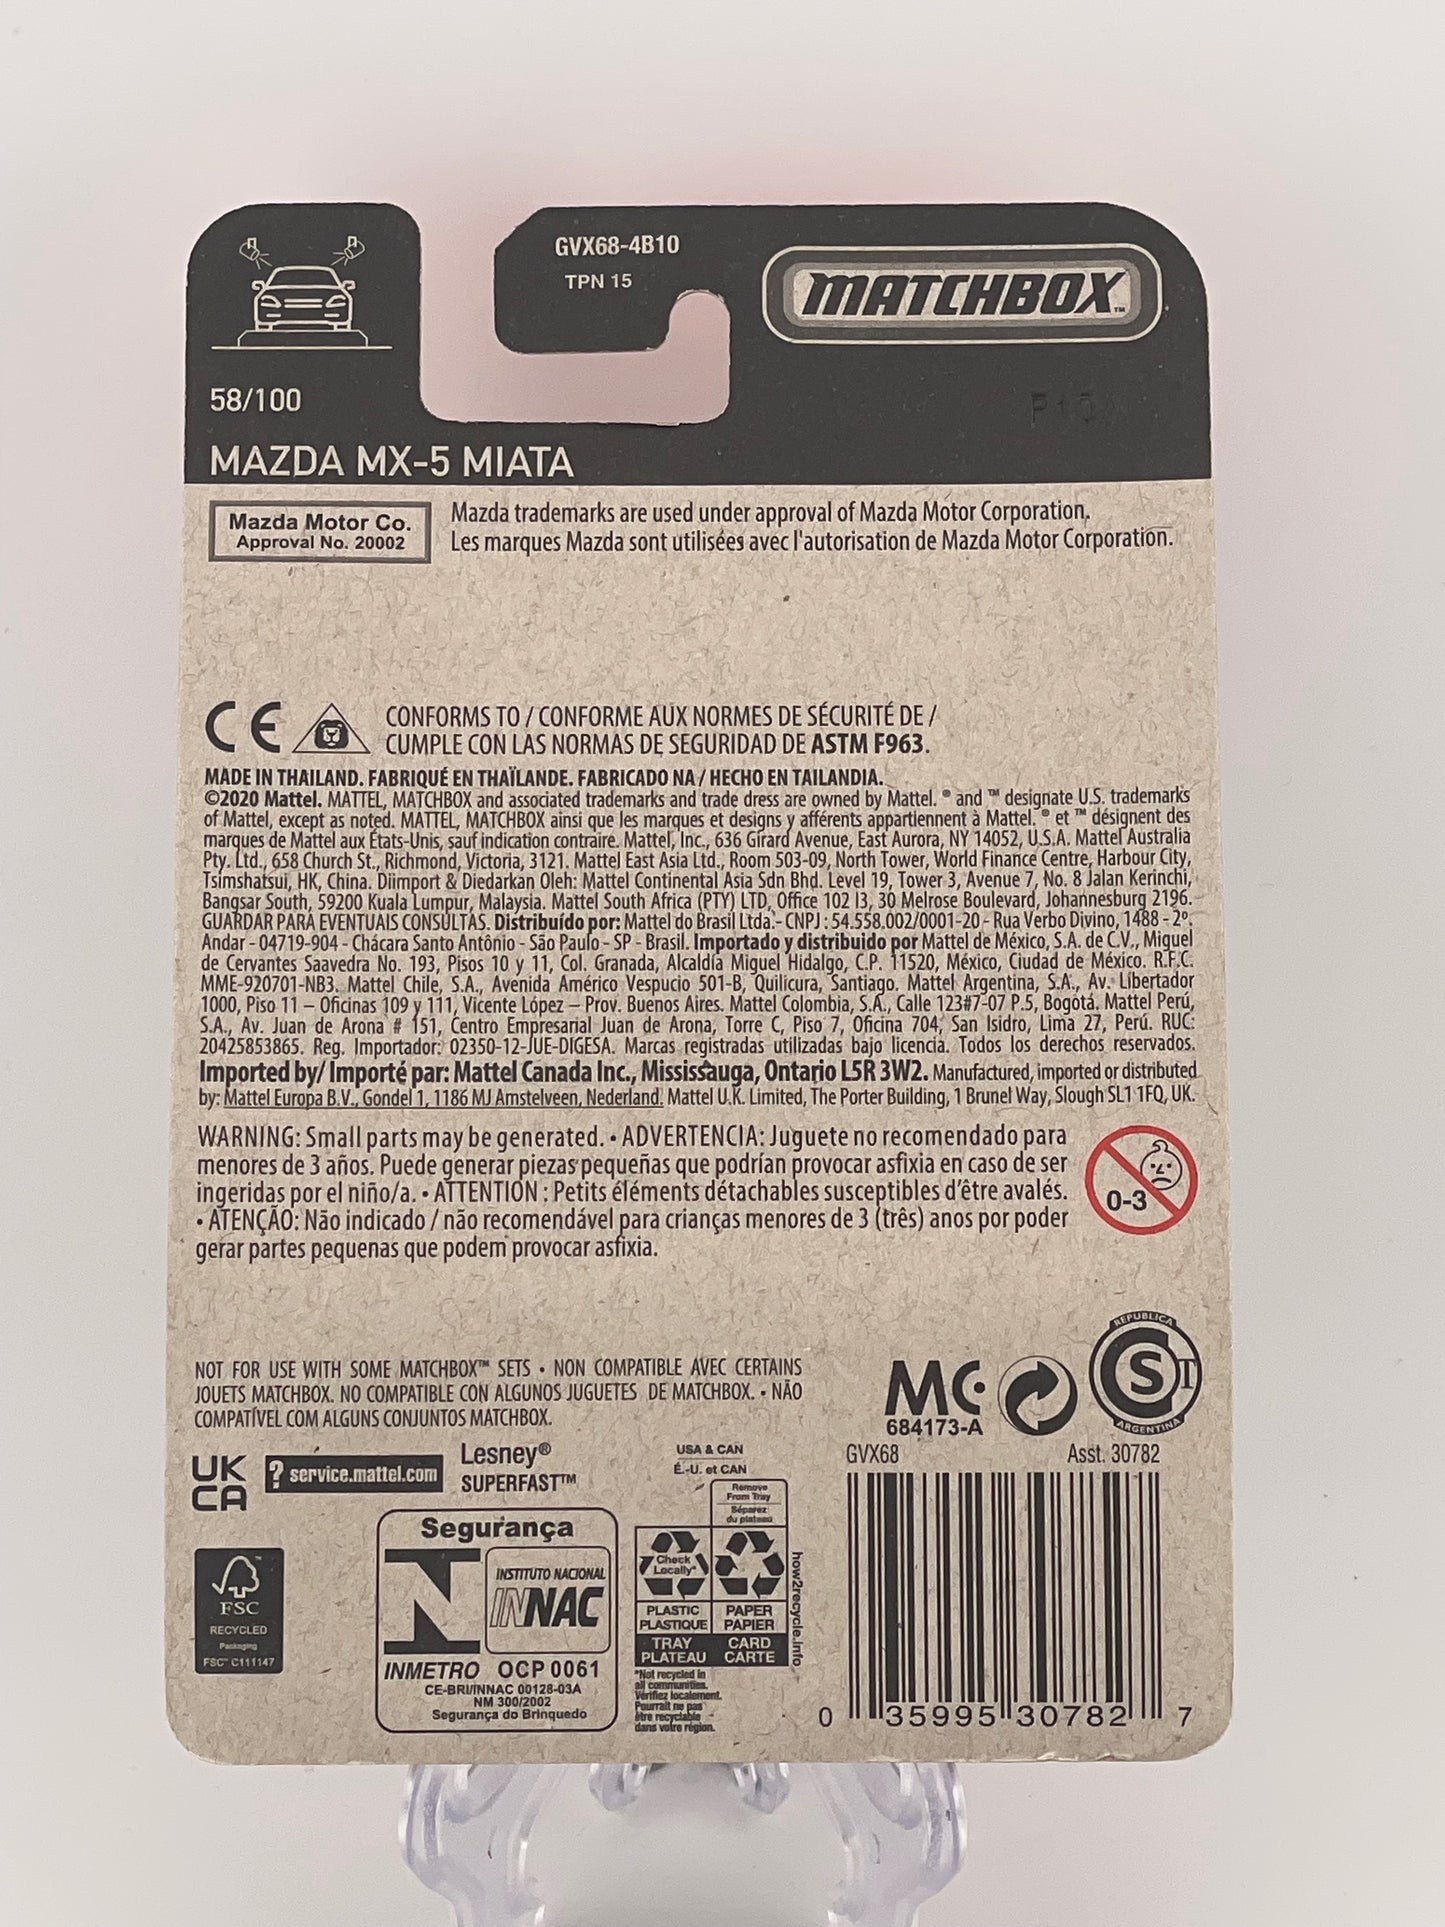 GVX68-4B10
TPN 15
MATCHBOX™
58/100
MAZDA MX-5 MIATA
Mazda Motor Co.
Approval No. 20002
Mazda trademarks are used under approval of Mazda Motor Corporation.
Les marques Mazda sont utilisées avec l'autorisation de Mazda Motor Corporation.
CE
CONFORMS TO / CONFORME AUX NORMES DE SÉCURITÉ DE /
CUMPLE CON LAS NORMAS DE SEGURIDAD DE ASTM F963.
MADE IN THAILAND. FABRIQUÉ EN THAÏLANDE. FABRICADO NA / HECHO EN TAILANDIA.
©2020 Mattel. MATTEL, MATCHBOX and associated trademarks and trade dress are owned by Mattel. ® and ™ designate U.S. trademarks
of Mattel, except as noted. MATTEL, MATCHBOX ainsi que les marques et designs y afférents appartiennent à Mattel. ® et ™ désignent des
marques de Mattel aux États-Unis, sauf indication contraire. Mattel, Inc., 636 Girard Avenue, East Aurora, NY 14052, U.S.A. Mattel Australia
Pty. Ltd., 658 Church St., Richmond, Victoria, 3121. Mattel East Asia Ltd., Room 503-09, North Tower, World Finance Centre, Harbour City,
Tsimshatsui, HK, China. Diimport & Diedarkan Oleh: Mattel Continental Asia Sdn Bhd. Level 19, Tower 3, Avenue 7, No. 8 Jalan Kerinchi,
Bangsar South, 59200 Kuala Lumpur, Malaysia. Mattel South Africa (PTY) LTD, Office 102 I3, 30 Melrose Boulevard, Johannesburg 2196.
GUARDAR PARA EVENTUAIS CONSULTAS. Distribuído por: Mattel do Brasil Ltda.- CNPJ : 54.558.002/0001-20 - Rua Verbo Divino, 1488 - 2º.
Andar - 04719-904 - Chácara Santo Antônio - São Paulo - SP - Brasil. Importado y distribuido por Mattel de México, S.A. de C.V., Miguel
de Cervantes Saavedra No. 193, Pisos 10 y 11, Col. Granada, Alcaldía Miguel Hidalgo, C.P. 11520, México, Ciudad de México. R.F.C.
MME-920701-NB3. Mattel Chile, S.A., Avenida Américo Vespucio 501-B, Quilicura, Santiago. Mattel Argentina, S.A., Av. Libertador
1000, Piso 11 – Oficinas 109 y 111, Vicente López – Prov. Buenos Aires. Mattel Colombia, S.A., Calle 123#7-07 P.5, Bogotá. Mattel Perú,
S.A., Av. Juan de Arona # 151, Centro Empresarial Juan de Arona, Torre C, Piso 7, Oficina 704, San Isidro, Lima 27, Perú. RUC:
20425853865. Reg. Importador: 02350-12-JUE-DIGESA. Marcas registradas utilizadas bajo licencia. Todos los derechos reservados.
Imported by/ Importé par: Mattel Canada Inc., Mississauga, Ontario L5R 3W2. Manufactured, imported or distributed
by: Mattel Europa B.V., Gondel 1, 1186 MJ Amstelveen, Nederland. Mattel U.K. Limited, The Porter Building, 1 Brunel Way, Slough SL1 1FQ, UK.
WARNING: Small parts may be generated. • ADVERTENCIA: Juguete no recomendado para
menores de 3 años. Puede generar piezas pequeñas que podrían provocar asfixia en caso de ser
ingeridas por el niño/a. • ATTENTION : Petits éléments détachables susceptibles d'être avalés.
• ATENÇÃO: Não indicado / não recomendável para crianças menores de 3 (três) anos por poder
gerar partes pequenas que podem provocar asfixia.
0-3
NOT FOR USE WITH SOME MATCHBOX™ SETS • NON COMPATIBLE AVEC CERTAINS
JOUETS MATCHBOX. NO COMPATIBLE CON ALGUNOS JUGUETES DE MATCHBOX. • NÃO
COMPATÍVEL COM ALGUNS CONJUNTOS MATCHBOX.
MC
684173-A
REPUBLICA
S T
ARGENTINA
UK
CA
? service.mattel.com
Lesney®
SUPERFAST™
USA & CAN
É.-U. et CAN
Remove
From Tray
Séparez
du plateau
Check
Locally*
PLASTIC
PLASTIQUE
TRAY
PLATEAU
PAPER
PAPIER
CARD
CARTE
how2recycle.info
*Not recycled in
all communities.
Vérifiez localement.
Pourrait ne pas
être recyclable
dans votre région.
FSC
RECYCLED
Packaging
FSC™ C111147
Segurança
INSTITUTO NACIONAL
INNAC
INMETRO OCP 0061
CE-BRI/INNAC 00128-03A
NM 300/2002
Segurança do Brinquedo
GVX68 Asst. 30782
0 35995 30782 7